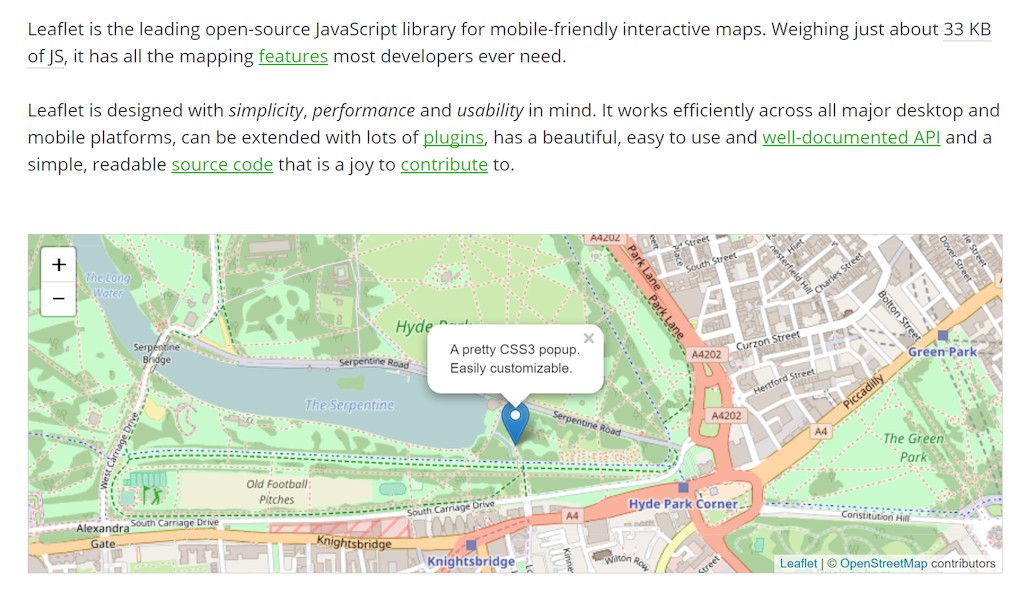 Leaflet is the leading open-source JavaScript library for mobile-friendly interactive maps. Weighing just about 33 KB
of JS, it has all the mapping features most developers ever need.
Leaflet is designed with simplicity, performance and usability in mind. It works efficiently across all major desktop and
mobile platforms, can be extended with lots of plugins, has a beautiful, easy to use and well-documented API and a
simple, readable source code that is a joy to contribute to.
+
−
The Long
Water
A4202
Park Lane
Park Lane
Street
South Street
Charles Street
Dover Street
Bolton Street
Hyde Park
Serpentine
Bridge
Serpentine Road
A pretty CSS3 popup.
Easily customizable.
×
A4202
Curzon Street
Green Park
Hertford Street
Piccadilly
The Serpentine
Serpentine Road
A4202
A4
The Green
Park
West Carriage Drive
Old Football
Pitches
South Carriage Drive
Hyde Park Corner
A4
Constitution Hill
Alexandra
Gate
South Carriage Drive
Knightsbridge
Knightsbridge
Wilton Row
Street
Leaflet | © OpenStreetMap contributors